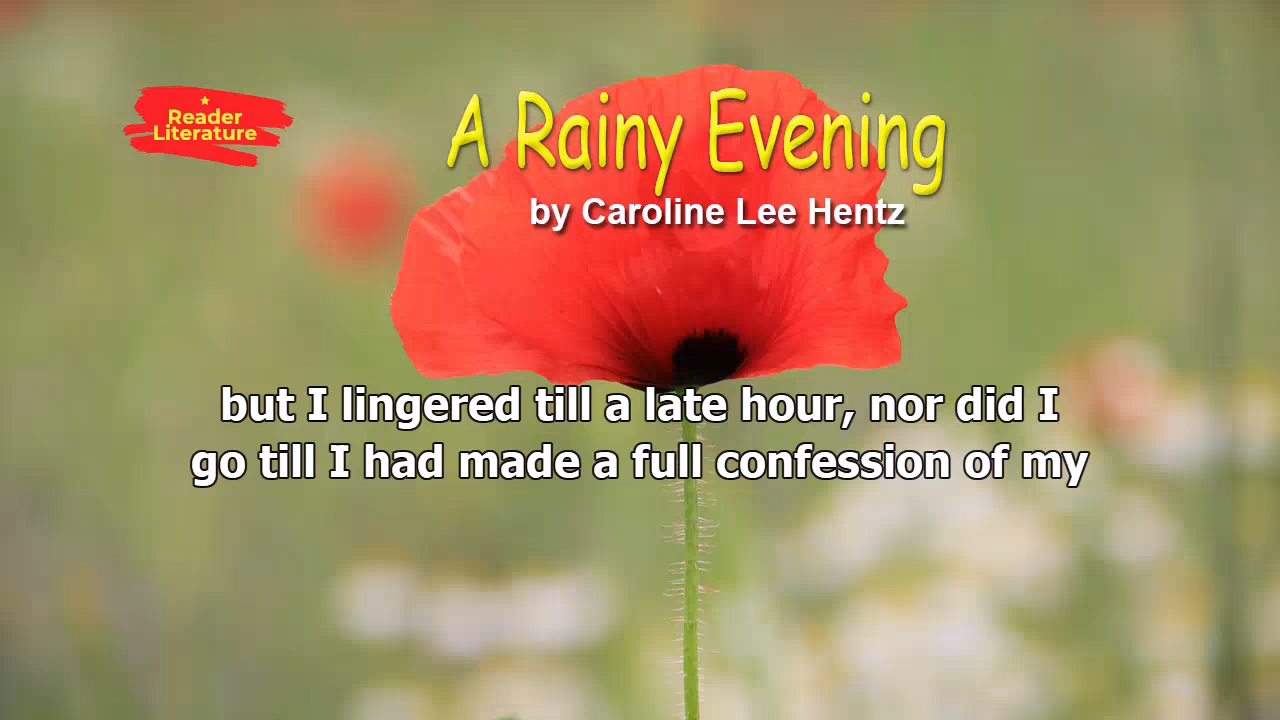 Reader
Literature
A Rainy Evening
by Caroline Lee Hentz
but I lingered till a late hour, nor did I
go till I had made a full confession of my